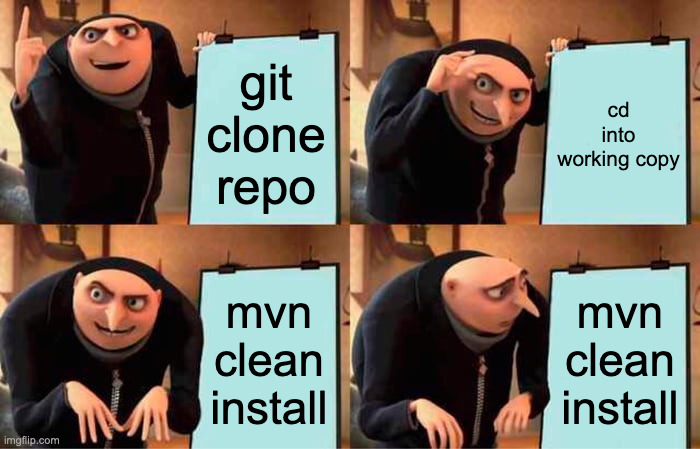 git
clone
repo
cd
into
working copy
mvn
clean
install
mvn
clean
install
imgflip.com